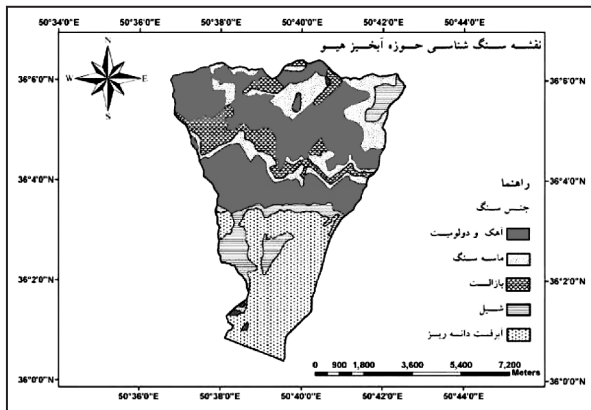 50°34'0"E 50°36'0"E 50°38'0"E 50°40'0"E 50°42'0"E 50°44'0"E
نقشه سنگ شناسی حوزه آبخیز هیو
N
W E
S
36°6'0"N 36°6'0"N
36°4'0"N 36°4'0"N
راهنما
جنس سنگ
آهک و دولومیت
ماسه سنگ
36°2'0"N 36°2'0"N
بازالت
شیل
آبرفت دانه ریز
0 900 1,800 3,600 5,400 7,200
Meters
36°0'0"N 36°0'0"N
50°36'0"E 50°38'0"E 50°40'0"E 50°42'0"E 50°44'0"E